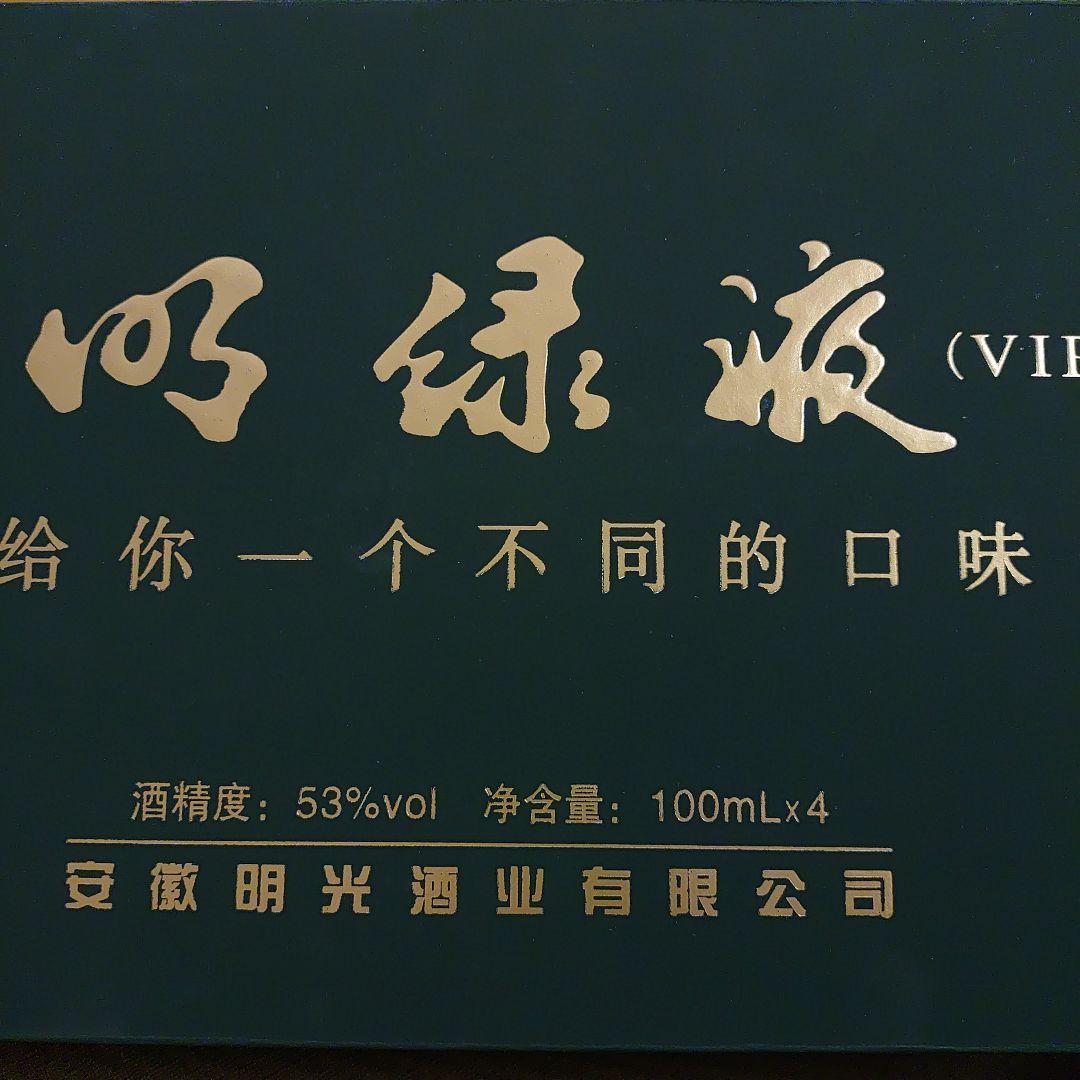 明绿液(VIP
给你一个不同的口味
酒精度：53%vol 净含量：100mLx4
安徽明光酒业有限公司